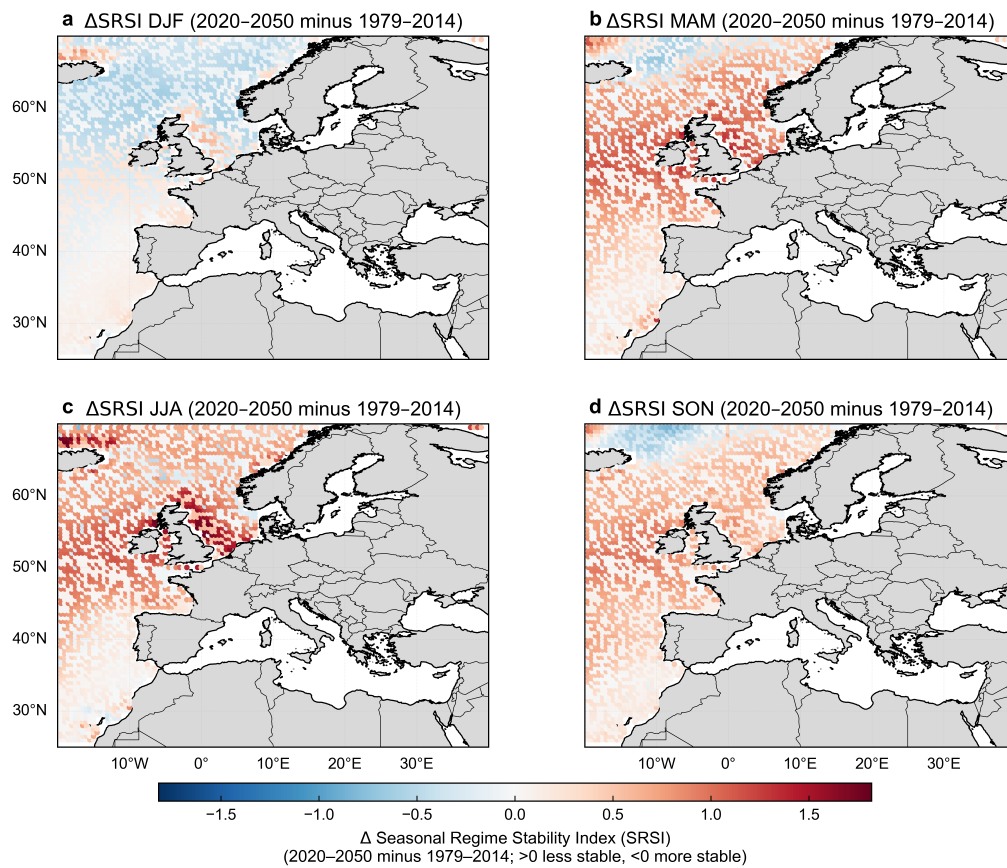 a ΔSRSI DJF (2020–2050 minus 1979–2014)
b ΔSRSI MAM (2020–2050 minus 1979–2014)
60°N
50°N
40°N
30°N
c ΔSRSI JJA (2020–2050 minus 1979–2014)
d ΔSRSI SON (2020–2050 minus 1979–2014)
60°N
50°N
40°N
30°N
10°W 0° 10°E 20°E 30°E
10°W 0° 10°E 20°E 30°E
−1.5 −1.0 −0.5 0.0 0.5 1.0 1.5
Δ Seasonal Regime Stability Index (SRSI)
(2020–2050 minus 1979–2014; >0 less stable, <0 more stable)